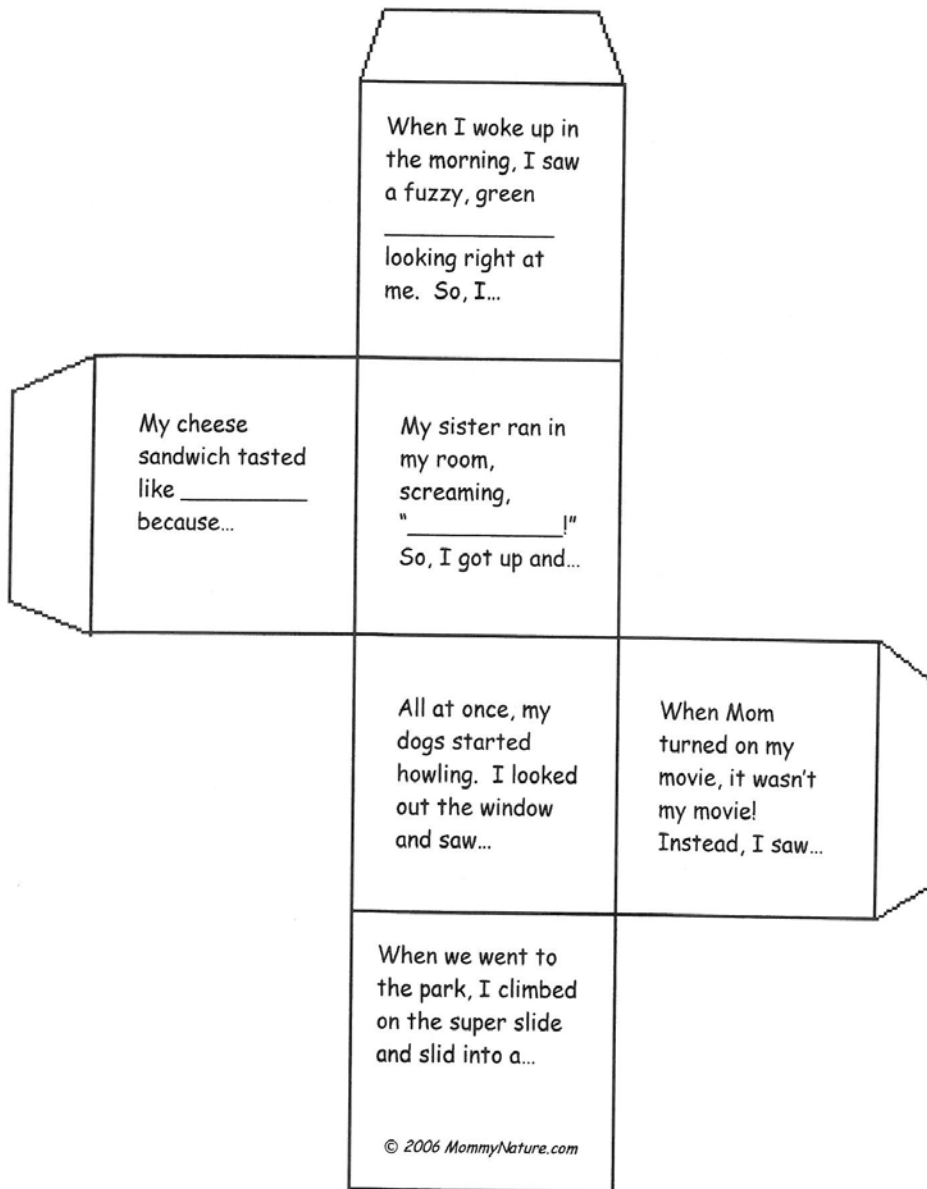 When I woke up in
the morning, I saw
a fuzzy, green
______________
looking right at
me.  So, I…
My cheese
sandwich tasted
like __________
because…
My sister ran in
my room,
screaming,
“_____________!”
So, I got up and…
All at once, my
dogs started
howling.  I looked
out the window
and saw…
When Mom
turned on my
movie, it wasn’t
my movie!
Instead, I saw…
When we went to
the park, I climbed
on the super slide
and slid into a…
© 2006 MommyNature.com